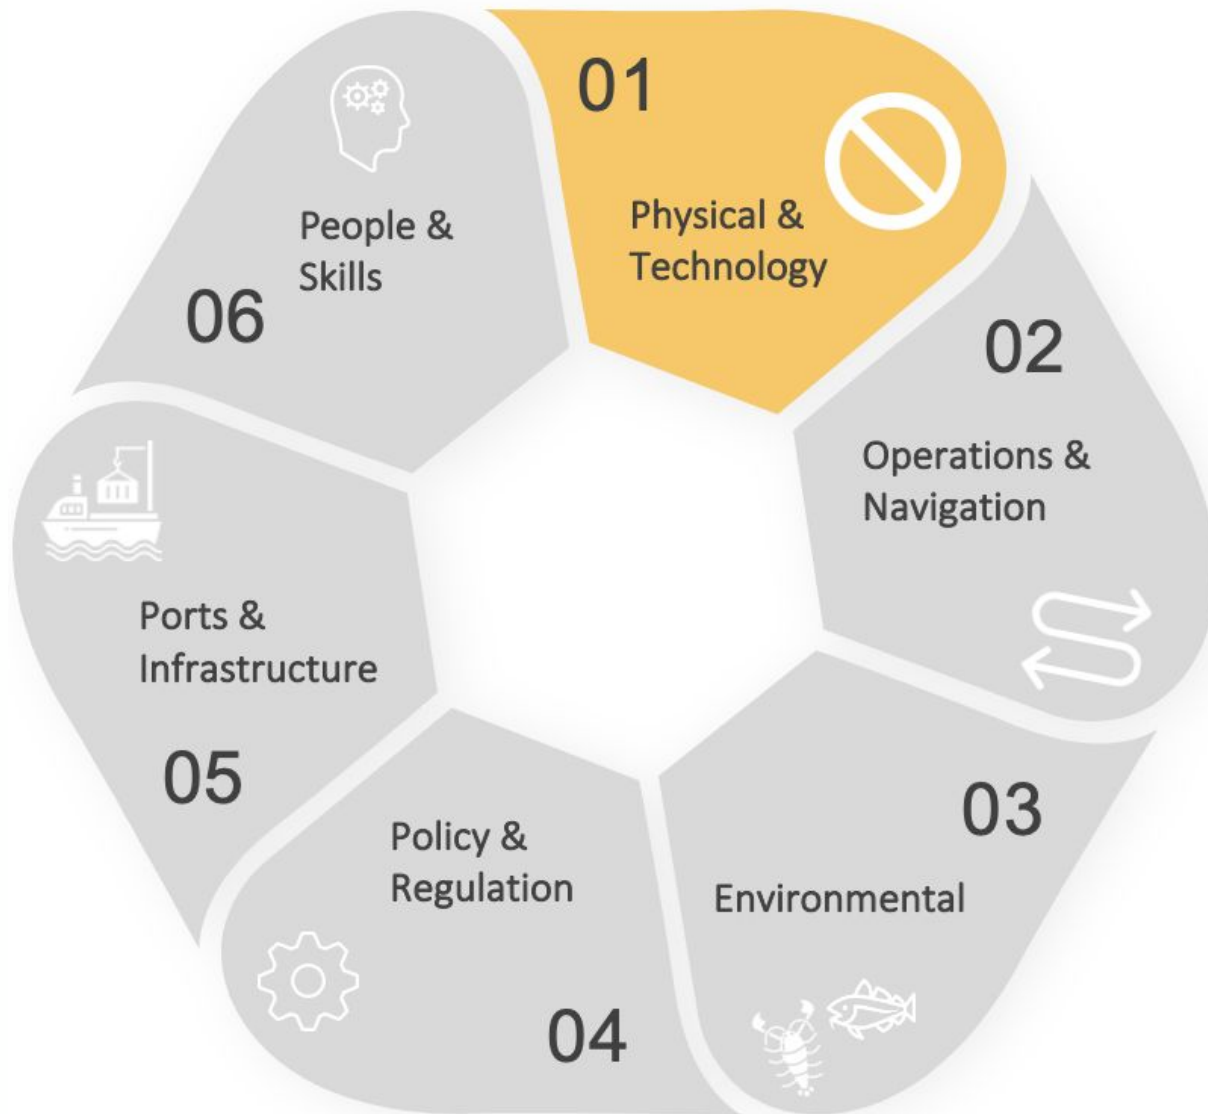 01
Physical &
Technology
02
Operations &
Navigation
03
Environmental
04
Policy &
Regulation
05
Ports &
Infrastructure
06
People &
Skills